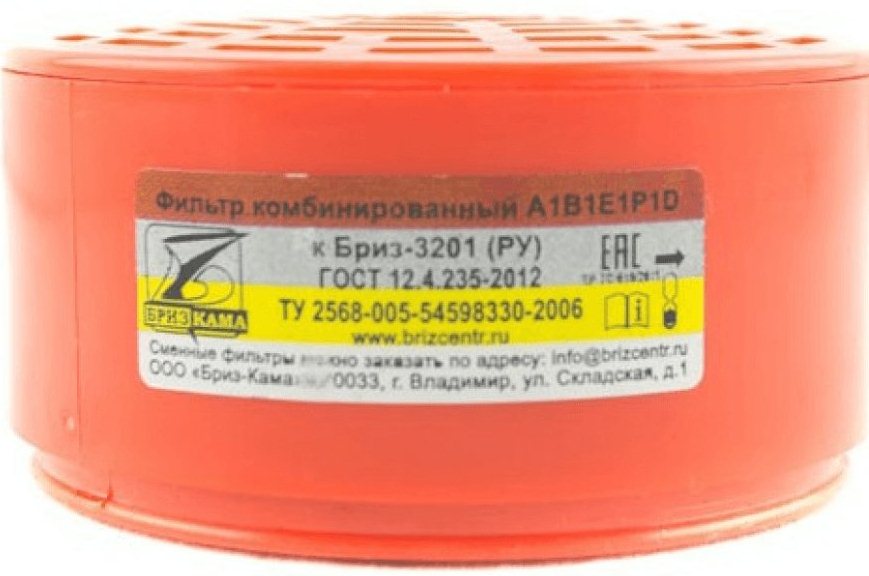 Фильтр комбинированный A1B1E1P1D
к Бриз-3201 (РУ)
ГОСТ 12.4.235-2012
ТУ 2568-005-54598330-2006
www.brizcentr.ru
EAC
БРИЗ КАМА
Сменные фильтры можно заказать по адресу: info@brizcentr.ru
ООО «Бриз-Кама» г. Владимир, ул. Складская, д.1